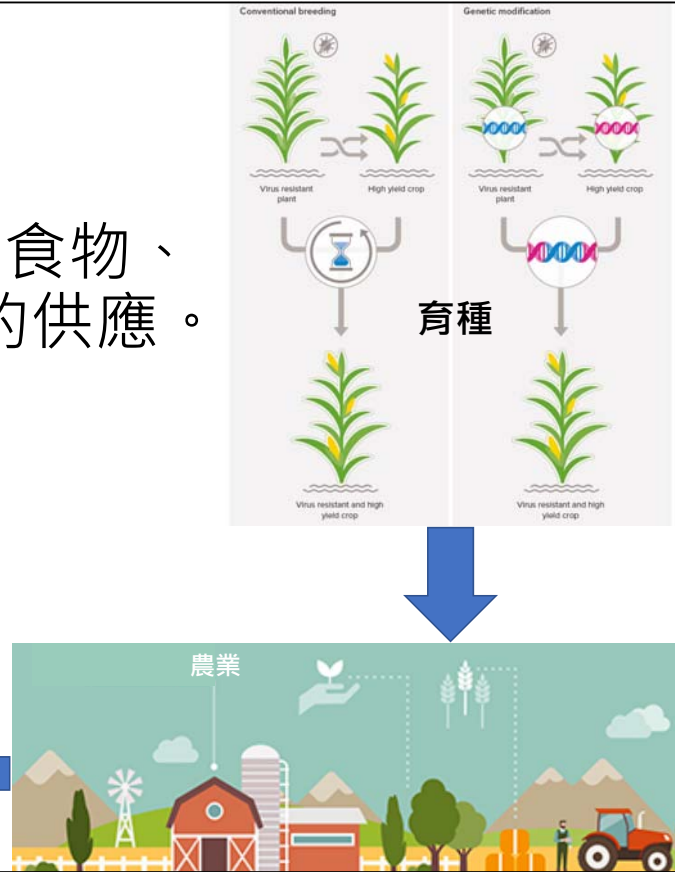 Conventional breeding
Genetic modification
Virus resistant
plant
High yield crop
Virus resistant
plant
High yield crop
食物、
的供應。
育種
Virus resistant and high
yield crop
Virus resistant and high
yield crop
農業